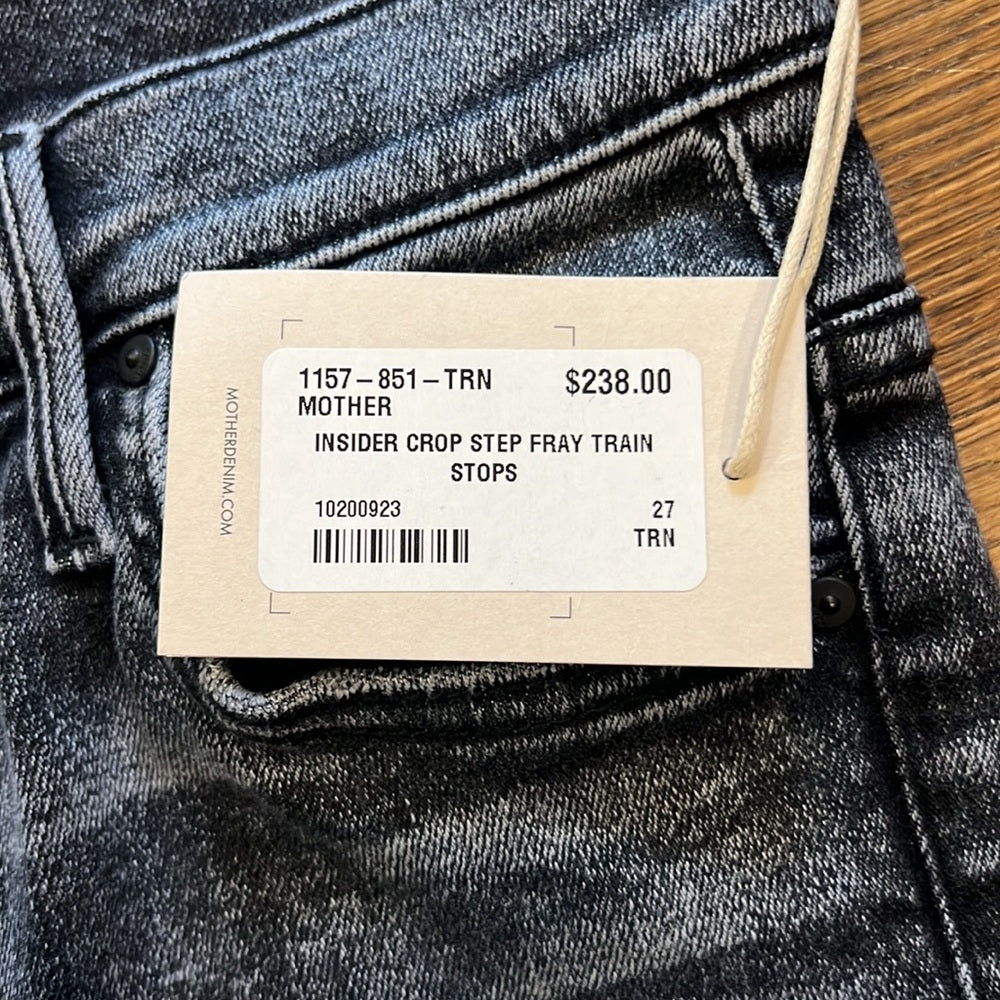 MOTHERDENIM.COM
1157-851-TRN $238.00
MOTHER
INSIDER CROP STEP FRAY TRAIN
STOPS
10200923 27
TRN